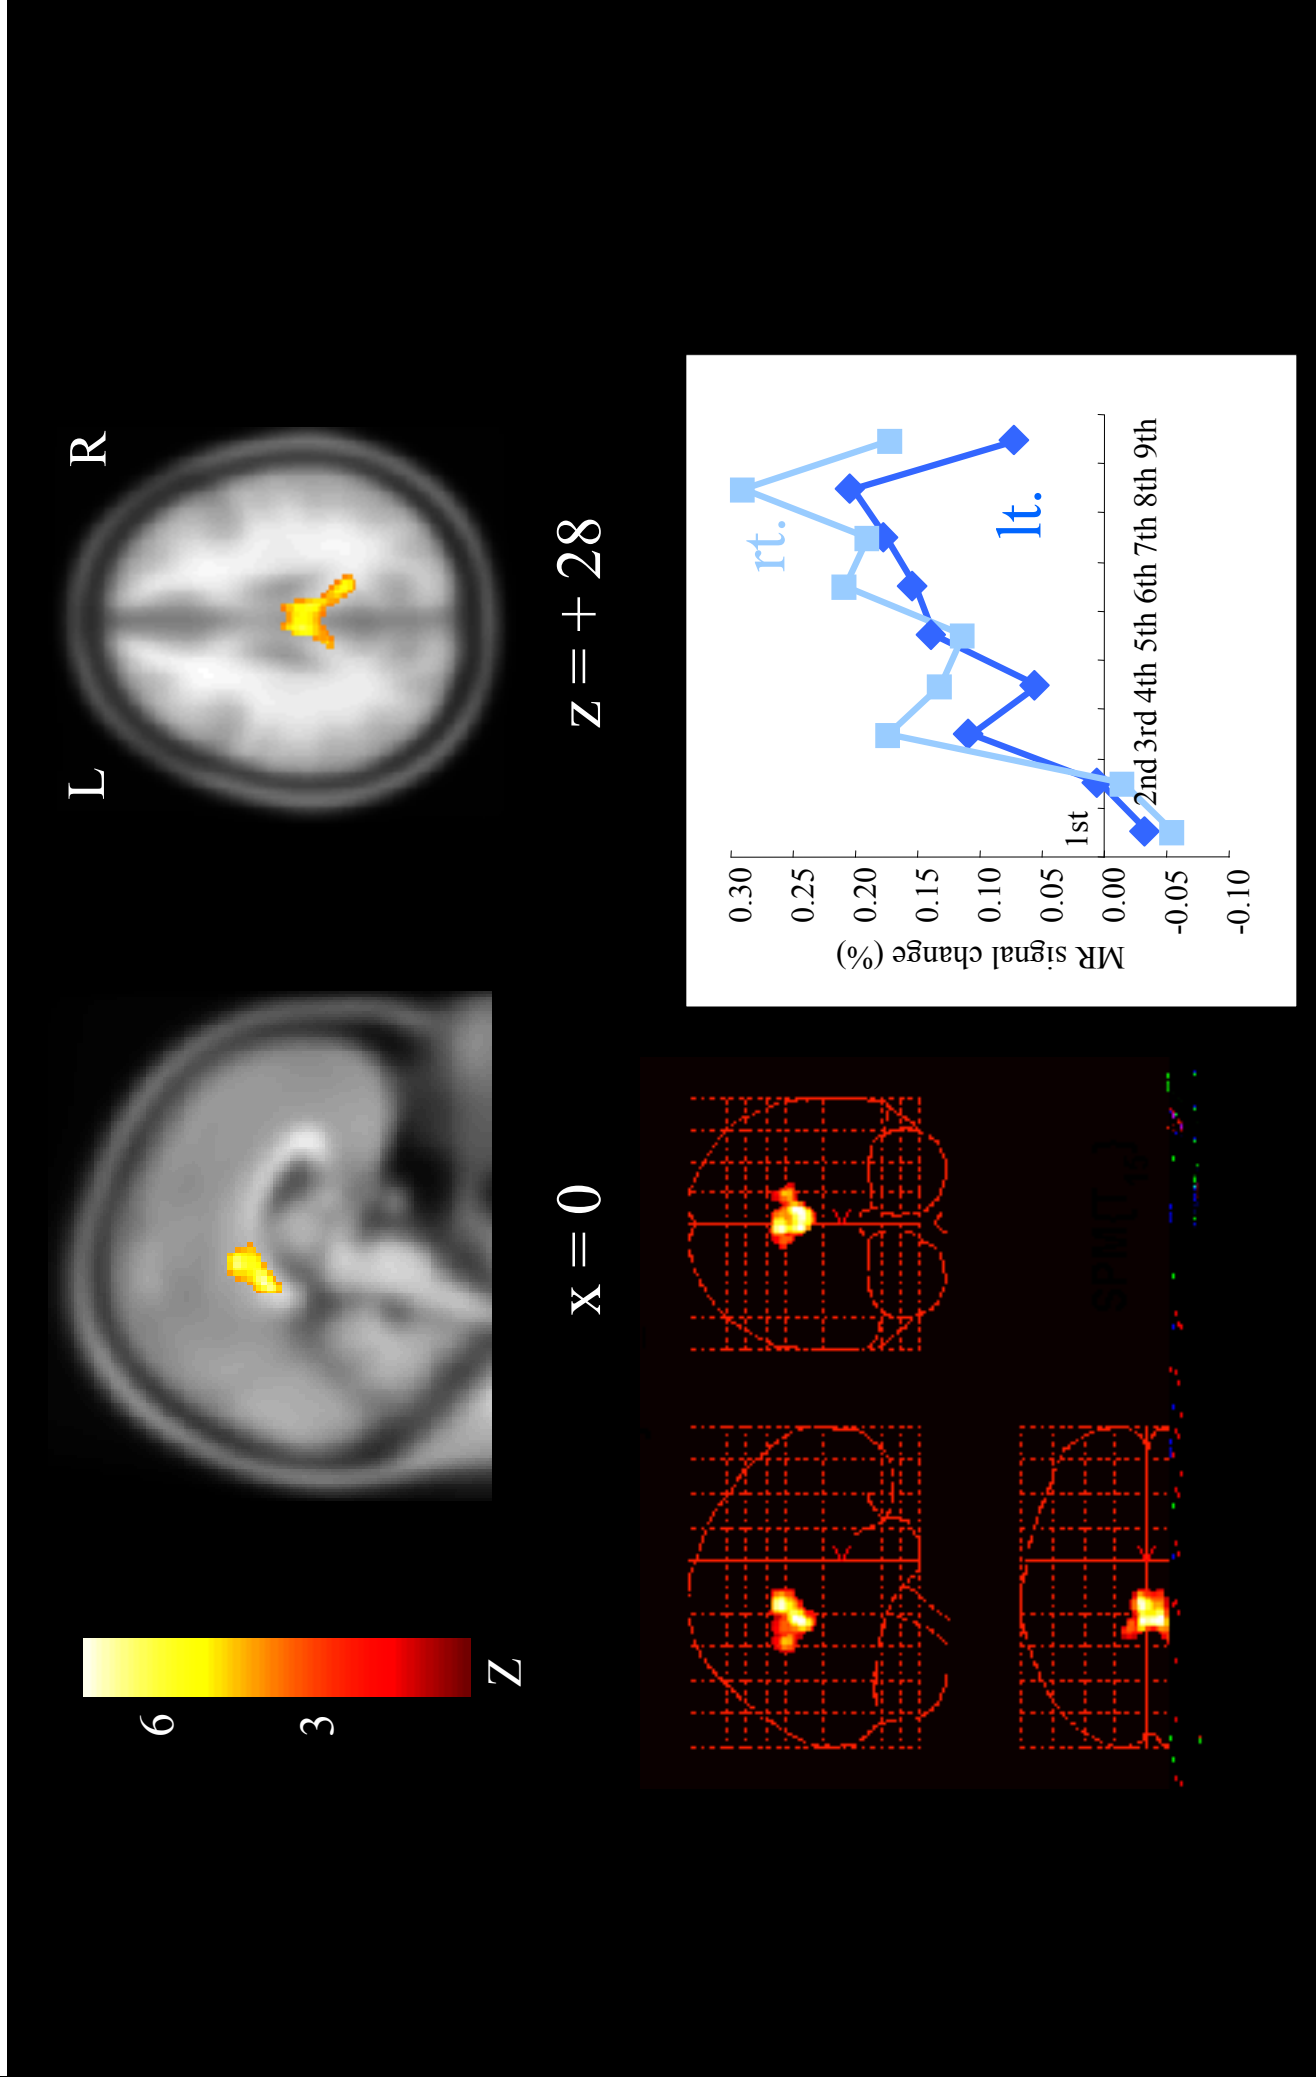 L
R
6
3
Z
x = 0
z = + 28
SPM{T
rt.
lt.
0.30
0.25
0.20
0.15
0.10
0.05
0.00
-0.05
-0.10
MR signal change (%)
1st
2nd 3rd 4th 5th 6th 7th 8th 9th